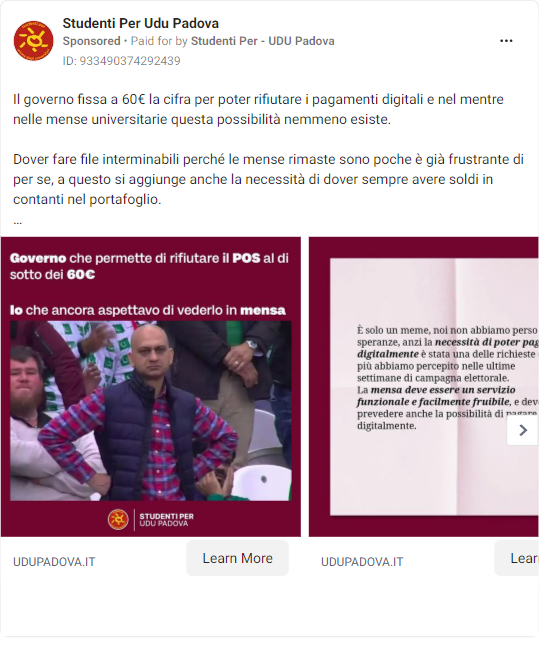 Studenti Per Udu Padova
Sponsored • Paid for by Studenti Per - UDU Padova
ID: 933490374292439
Il governo fissa a 60€ la cifra per poter rifiutare i pagamenti digitali e nel mentre
nelle mense universitarie questa possibilità nemmeno esiste.
Dover fare file interminabili perché le mense rimaste sono poche è già frustrante di
per se, a questo si aggiunge anche la necessità di dover sempre avere soldi in
contanti nel portafoglio.
...
Governo che permette di rifiutare il POS al di
sotto dei 60€
Io che ancora aspettavo di vederlo in mensa
STUDENTI PER
UDU PADOVA
È solo un meme, noi non abbiamo perso
speranze, anzi la necessità di poter pag
digitalmente è stata una delle richieste
più abbiamo percepito nelle ultime
settimane di campagna elettorale.
La mensa deve essere un servizio
funzionale e facilmente fruibile, e dev
prevedere anche la possibilità di pagare
digitalmente.
UDUPADOVA.IT
Learn More
UDUPADOVA.IT
Lear